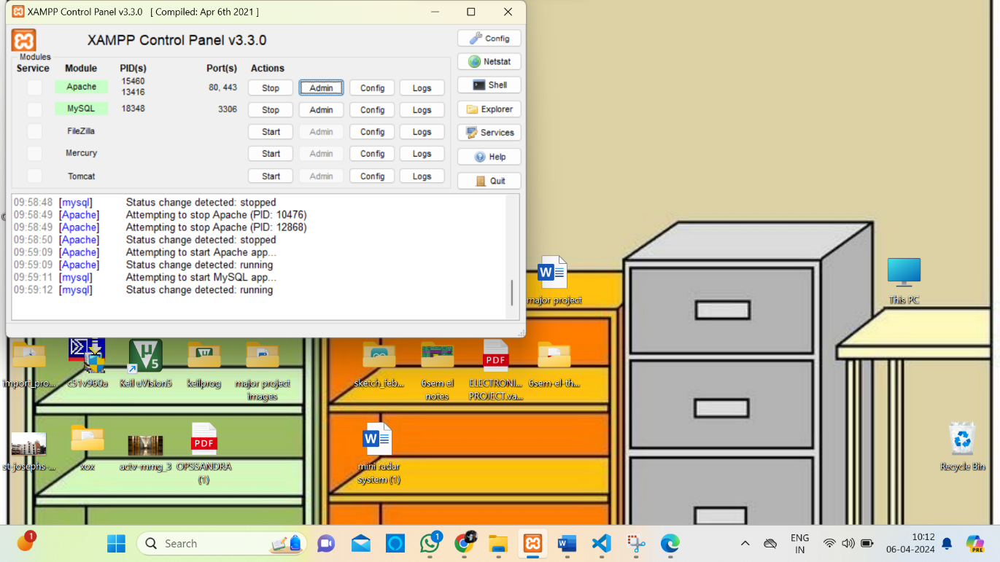 XAMPP Control Panel v3.3.0 [ Compiled: Apr 6th 2021 ]
XAMPP Control Panel v3.3.0
Config
Modules
Service Module PID(s) Port(s) Actions
Netstat
Apache 15460 13416 80, 443 Stop Admin Config Logs
Shell
MySQL 18348 3306 Stop Admin Config Logs
Explorer
FileZilla Start Admin Config Logs
Services
Mercury Start Admin Config Logs
Help
Tomcat Start Admin Config Logs
Quit
09:58:48 [mysql] Status change detected: stopped
09:58:49 [Apache] Attempting to stop Apache (PID: 10476)
09:58:49 [Apache] Attempting to stop Apache (PID: 12868)
09:58:50 [Apache] Status change detected: stopped
09:59:09 [Apache] Attempting to start Apache app...
09:59:09 [Apache] Status change detected: running
09:59:11 [mysql] Attempting to start MySQL app...
09:59:12 [mysql] Status change detected: running
major project
This PC
import_pro...
c51v960a
Keil uVision5
keilprog
major project
images
sketch_feb...
6sem el
notes
PDF
ELECTRONI...
PROJECT.va...
6sem-el-th...
st-josephs-...
xox
activ-mmg_3
PDF
OPSSANDRA
(1)
mini radar
system (1)
Recycle Bin
1
Search
1
ENG
IN
10:12
06-04-2024
PRE